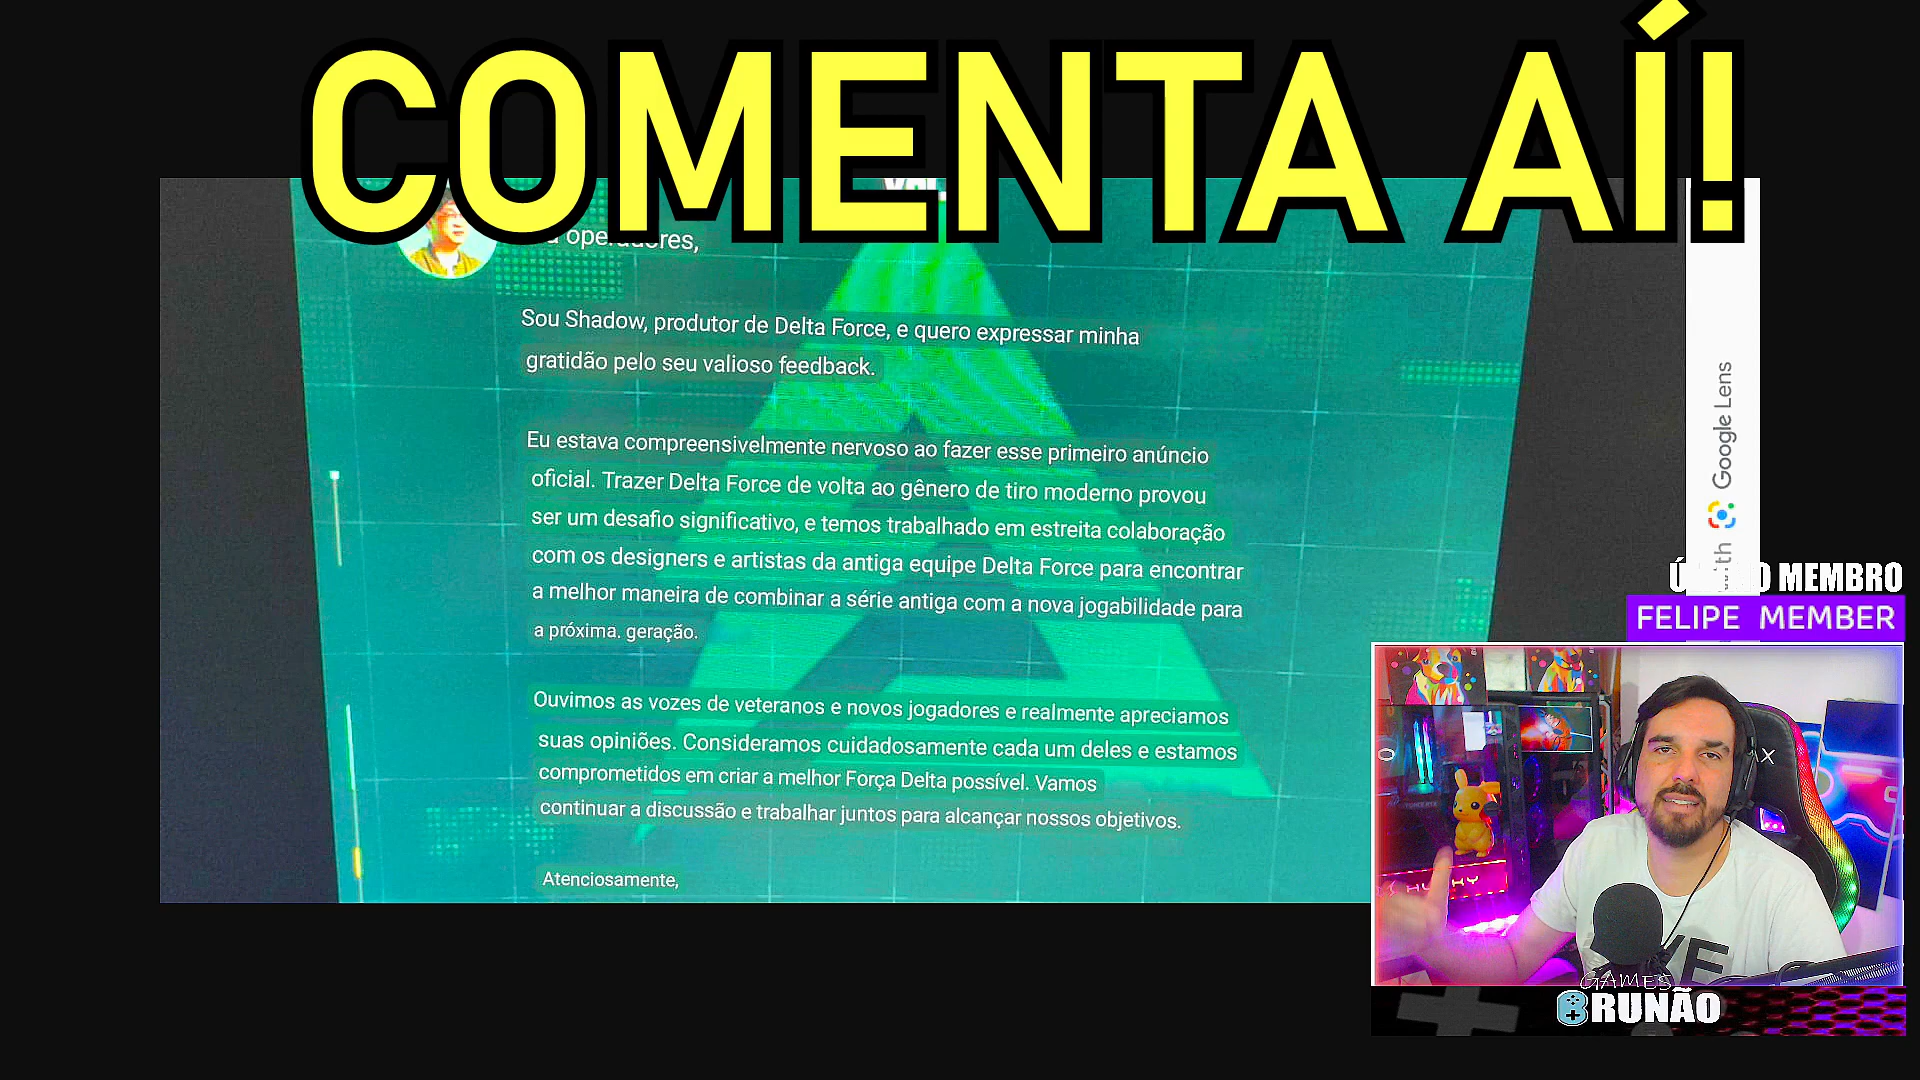 COMENTA AÍ!
operadores,
Sou Shadow, produtor de Delta Force, e quero expressar minha
gratidão pelo seu valioso feedback.
Eu estava compreensivelmente nervoso ao fazer esse primeiro anúncio
oficial. Trazer Delta Force de volta ao gênero de tiro moderno provou
ser um desafio significativo, e temos trabalhado em estreita colaboração
com os designers e artistas da antiga equipe Delta Force para encontrar
a melhor maneira de combinar a série antiga com a nova jogabilidade para
a próxima. geração.
Ouvimos as vozes de veteranos e novos jogadores e realmente apreciamos
suas opiniões. Consideramos cuidadosamente cada um deles e estamos
comprometidos em criar a melhor Força Delta possível. Vamos
continuar a discussão e trabalhar juntos para alcançar nossos objetivos.
Atenciosamente,
Google Lens
MEMBRO
FELIPE MEMBER
GAMES
BRUNÃO